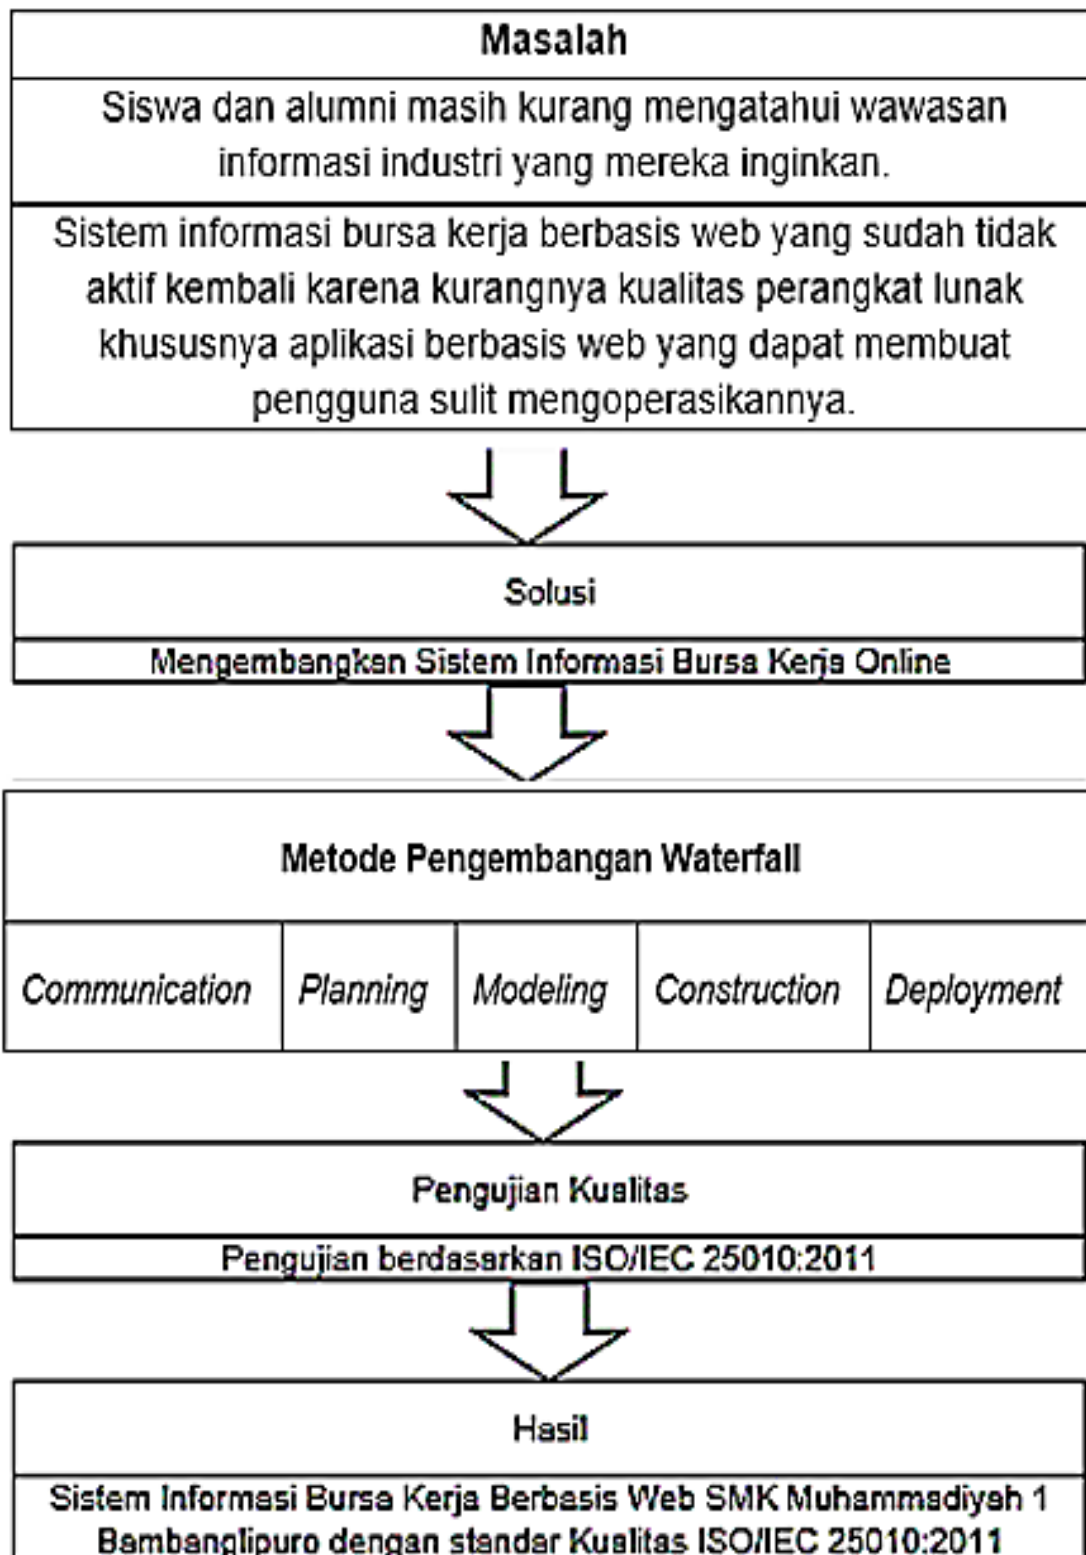 Masalah
Siswa dan alumni masih kurang mengatahui wawasan
informasi industri yang mereka inginkan.
Sistem informasi bursa kerja berbasis web yang sudah tidak
aktif kembali karena kurangnya kualitas perangkat lunak
khususnya aplikasi berbasis web yang dapat membuat
pengguna sulit mengoperasikannya.
Solusi
Mengembangkan Sistem Informasi Bursa Kerja Online
Metode Pengembangan Waterfall
Communication Planning Modeling Construction Deployment
Pengujian Kualitas
Pengujian berdasarkan ISO/IEC 25010:2011
Hasil
Sistem Informasi Bursa Kerja Berbasis Web SMK Muhammadiyah 1
Bambanglipuro dengan standar Kualitas ISO/IEC 25010:2011